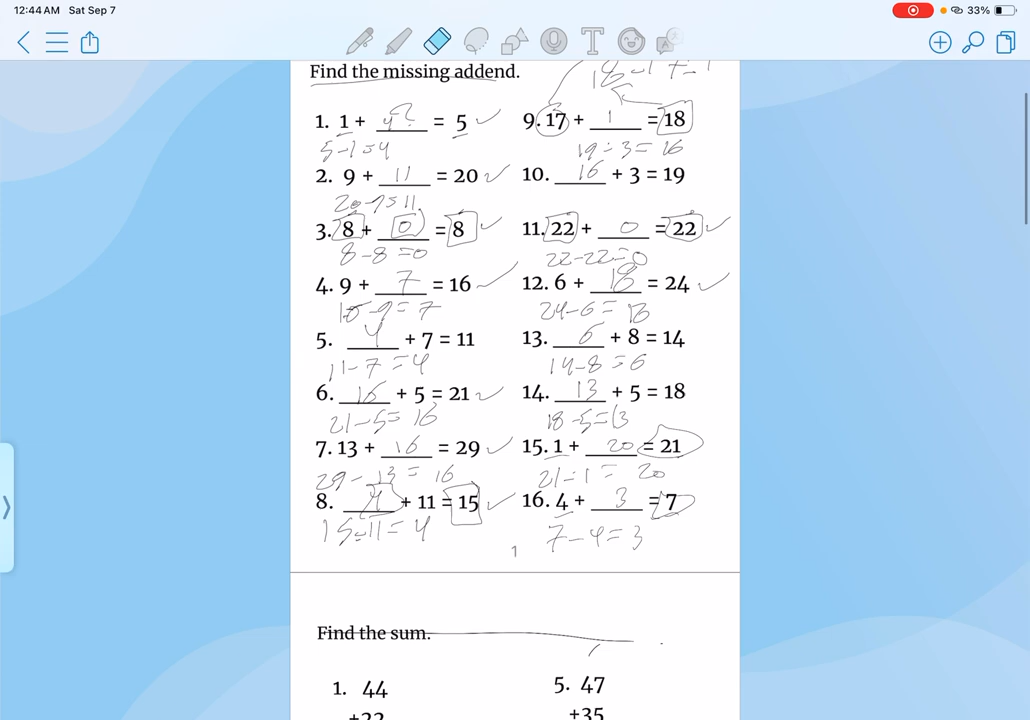 12:44 AM Sat Sep 7
33%
Find the missing addend.
1. 1 + 4 = 5
5-1=4
2. 9 + 11 = 20
20-9=11
3. 8 + 0 = 8
8-8=0
4. 9 + 7 = 16
16-9=7
5. 4 + 7 = 11
11-7=4
6. 16 + 5 = 21
21-5=16
7. 13 + 16 = 29
29-13=16
8. 4 + 11 = 15
15-11=4
9. 17 + 1 = 18
19-3=16
10. 16 + 3 = 19
11. 22 + 0 = 22
22-22=0
12. 6 + 18 = 24
24-6=18
13. 6 + 8 = 14
14-8=6
14. 13 + 5 = 18
18-5=13
15. 1 + 20 = 21
21-1=20
16. 4 + 3 = 7
7-4=3
1
Find the sum.
1. 44
+22
5. 47
+35